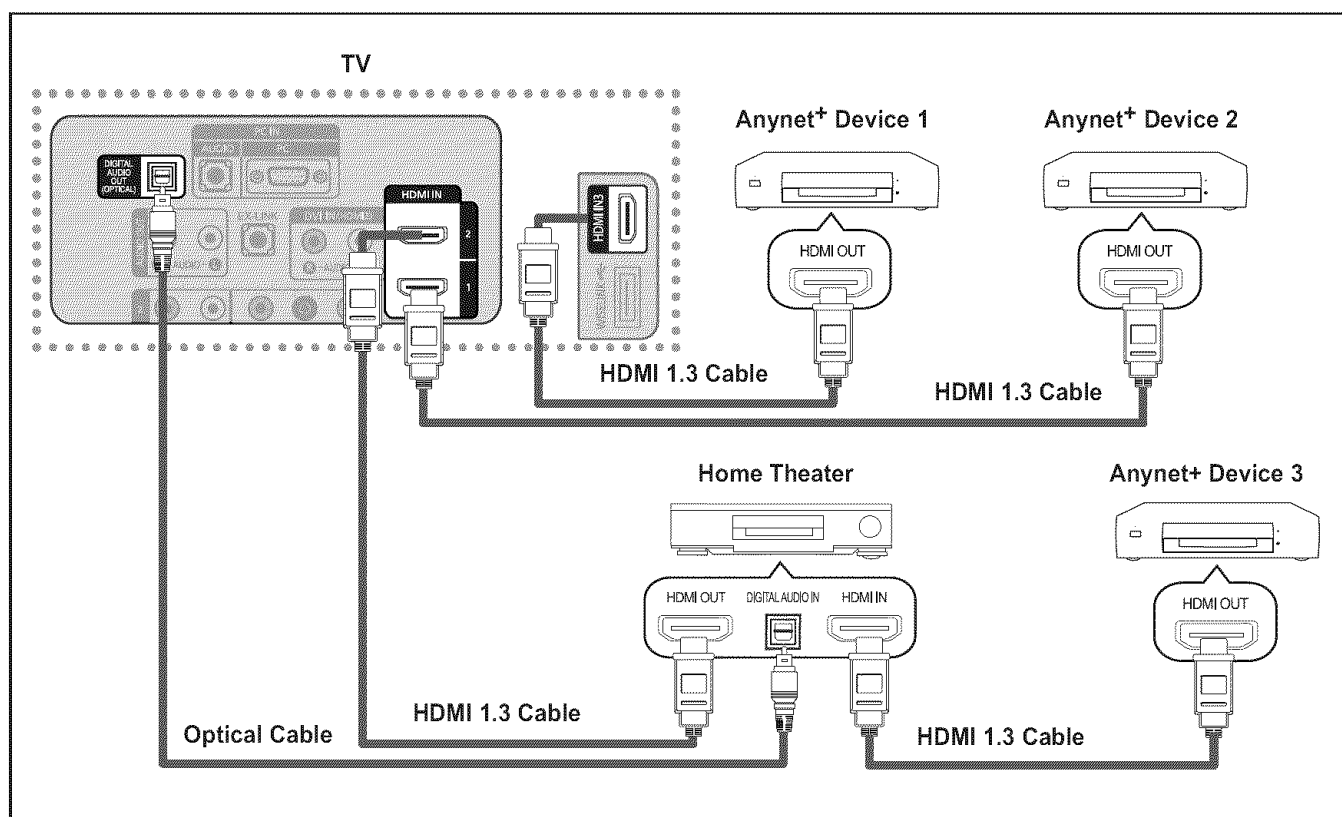 TV
Anynet+ Device 1
Anynet+ Device 2
PC IN
AUDIO
PC
DIGITAL
AUDIO
OUT
(OPTICAL)
HDMI IN
2
1
EX-LINK
HDMI IN3
HDMI OUT
HDMI OUT
HDMI 1.3 Cable
HDMI 1.3 Cable
Home Theater
Anynet+ Device 3
HDMI OUT
DIGITAL AUDIO IN
HDMI IN
HDMI OUT
HDMI 1.3 Cable
Optical Cable
HDMI 1.3 Cable